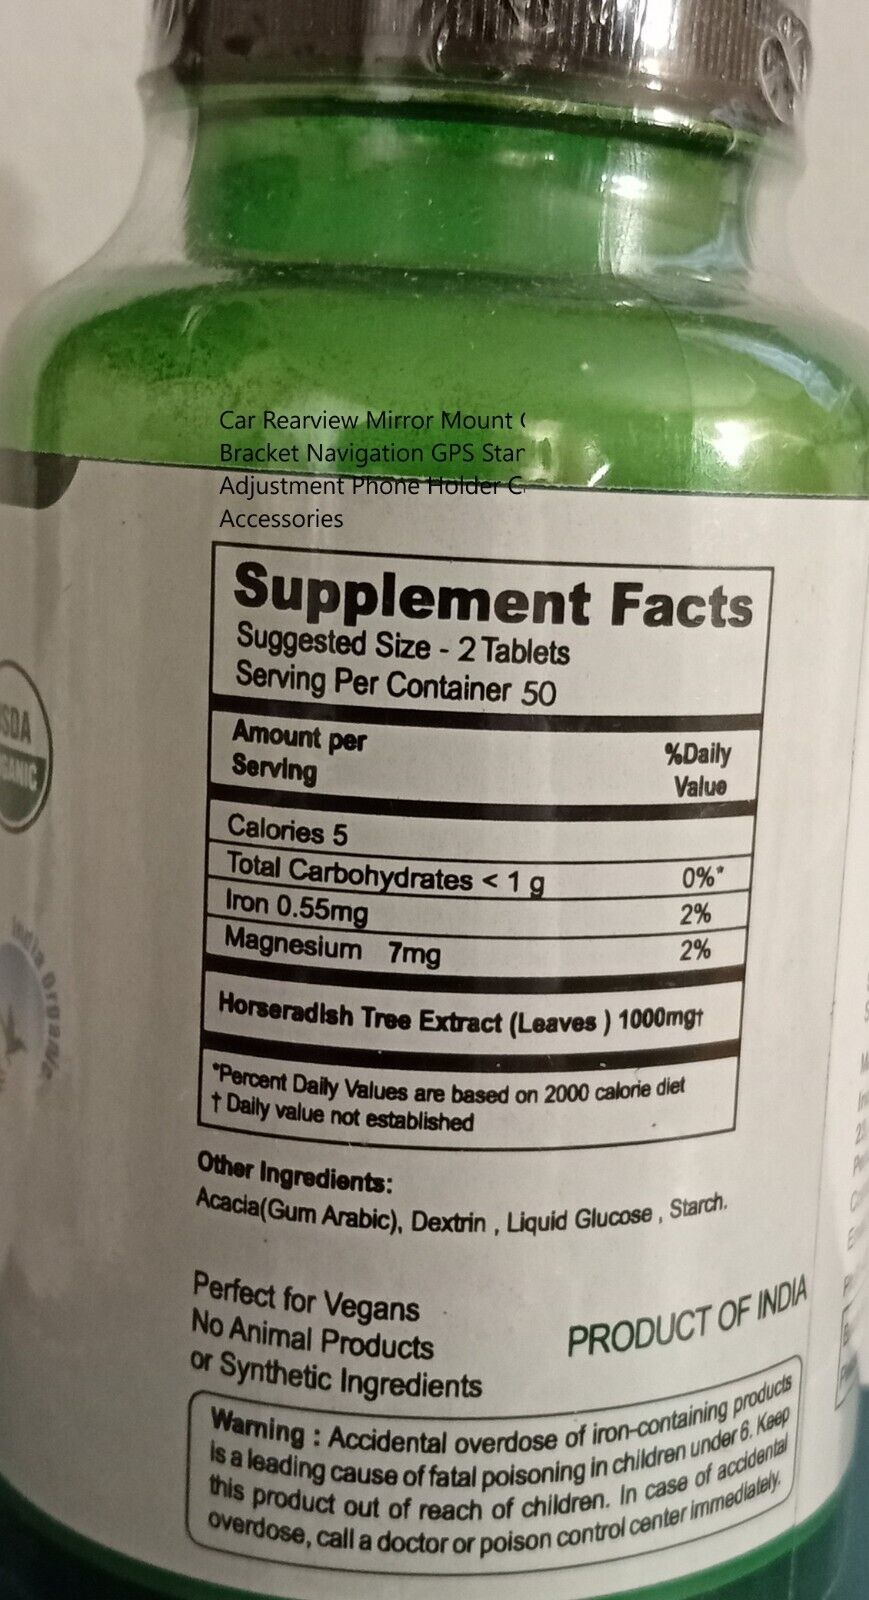 Car Rearview Mirror Mount
Bracket Navigation GPS
Adjustment Phone Holder
Accessories
Supplement Facts
Suggested Size - 2 Tablets
Serving Per Container 50
Amount per
Serving
%Daily
Value
Calories 5
Total Carbohydrates < 1 g 0%*
Iron 0.55mg 2%
Magnesium 7mg 2%
Horseradish Tree Extract (Leaves ) 1000mg†
*Percent Daily Values are based on 2000 calorie diet
† Daily value not established
Other Ingredients:
Acacia(Gum Arabic), Dextrin , Liquid Glucose , Starch.
Perfect for Vegans
No Animal Products
or Synthetic Ingredients
PRODUCT OF INDIA
Warning : Accidental overdose of iron-containing products
is a leading cause of fatal poisoning in children under 6. Keep
this product out of reach of children. In case of accidental
overdose, call a doctor or poison control center immediately.
USDA
ORGANIC
India Organic